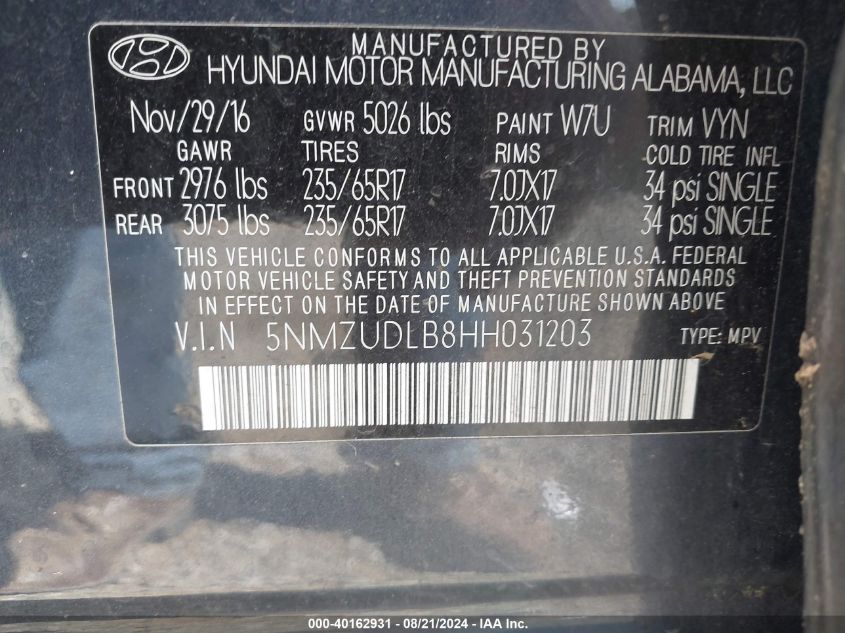 MANUFACTURED BY
HYUNDAI MOTOR MANUFACTURING ALABAMA, LLC
Nov/29/16 GVWR 5026 lbs PAINT W7U TRIM VYN
GAWR TIRES RIMS COLD TIRE INFL
FRONT 2976 lbs 235/65R17 7.0JX17 34 psi SINGLE
REAR 3075 lbs 235/65R17 7.0JX17 34 psi SINGLE
THIS VEHICLE CONFORMS TO ALL APPLICABLE U.S.A. FEDERAL
MOTOR VEHICLE SAFETY AND THEFT PREVENTION STANDARDS
IN EFFECT ON THE DATE OF MANUFACTURE SHOWN ABOVE
V.I.N 5NMZUDLB8HH031203 TYPE: MPV
000-40162931 - 08/21/2024 - IAA Inc.